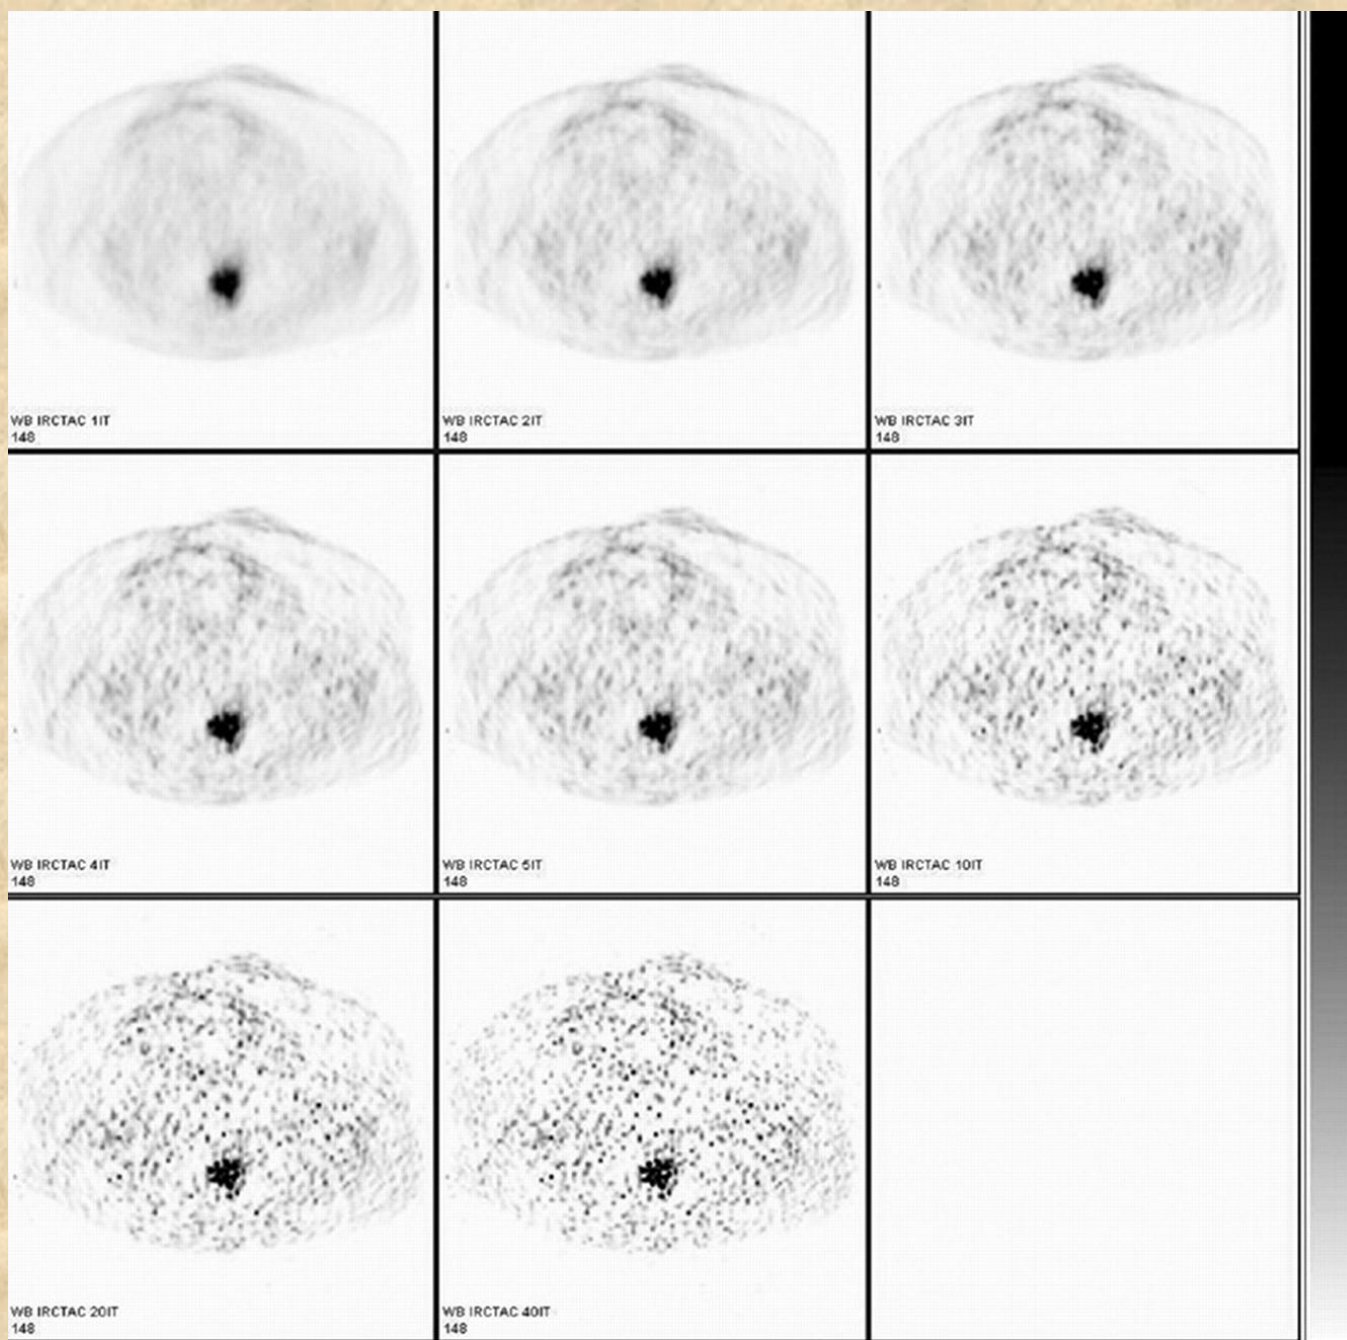 WB IRCTAC 1IT
148
WB IRCTAC 2IT
148
WB IRCTAC 3IT
148
WB IRCTAC 4IT
148
WB IRCTAC 5IT
148
WB IRCTAC 10IT
148
WB IRCTAC 20IT
148
WB IRCTAC 40IT
148